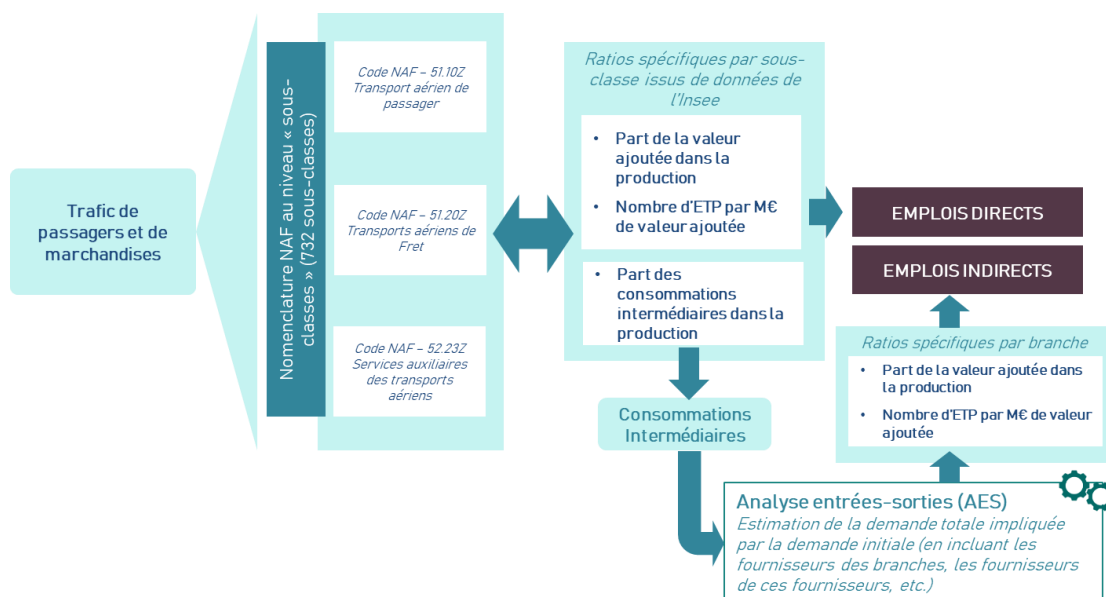 Trafic de
passagers et de
marchandises
Nomenclature NAF au niveau « sous-
classes » (732 sous-classes)
Code NAF – 51.10Z
Transport aérien de
passager
Code NAF – 51.20Z
Transports aériens de
Fret
Code NAF – 52.23Z
Services auxiliaires
des transports
aériens
Ratios spécifiques par sous-
classe issus de données de
l'Insee
• Part de la valeur
ajoutée dans la
production
• Nombre d'ETP par M€
de valeur ajoutée
• Part des
consommations
intermédiaires dans la
production
Consommations
Intermédiaires
EMPLOIS DIRECTS
EMPLOIS INDIRECTS
Ratios spécifiques par branche
• Part de la valeur ajoutée dans
la production
• Nombre d'ETP par M€ de valeur
ajoutée
Analyse entrées-sorties (AES)
Estimation de la demande totale impliquée
par la demande initiale (en incluant les
fournisseurs des branches, les fournisseurs
de ces fournisseurs, etc.)